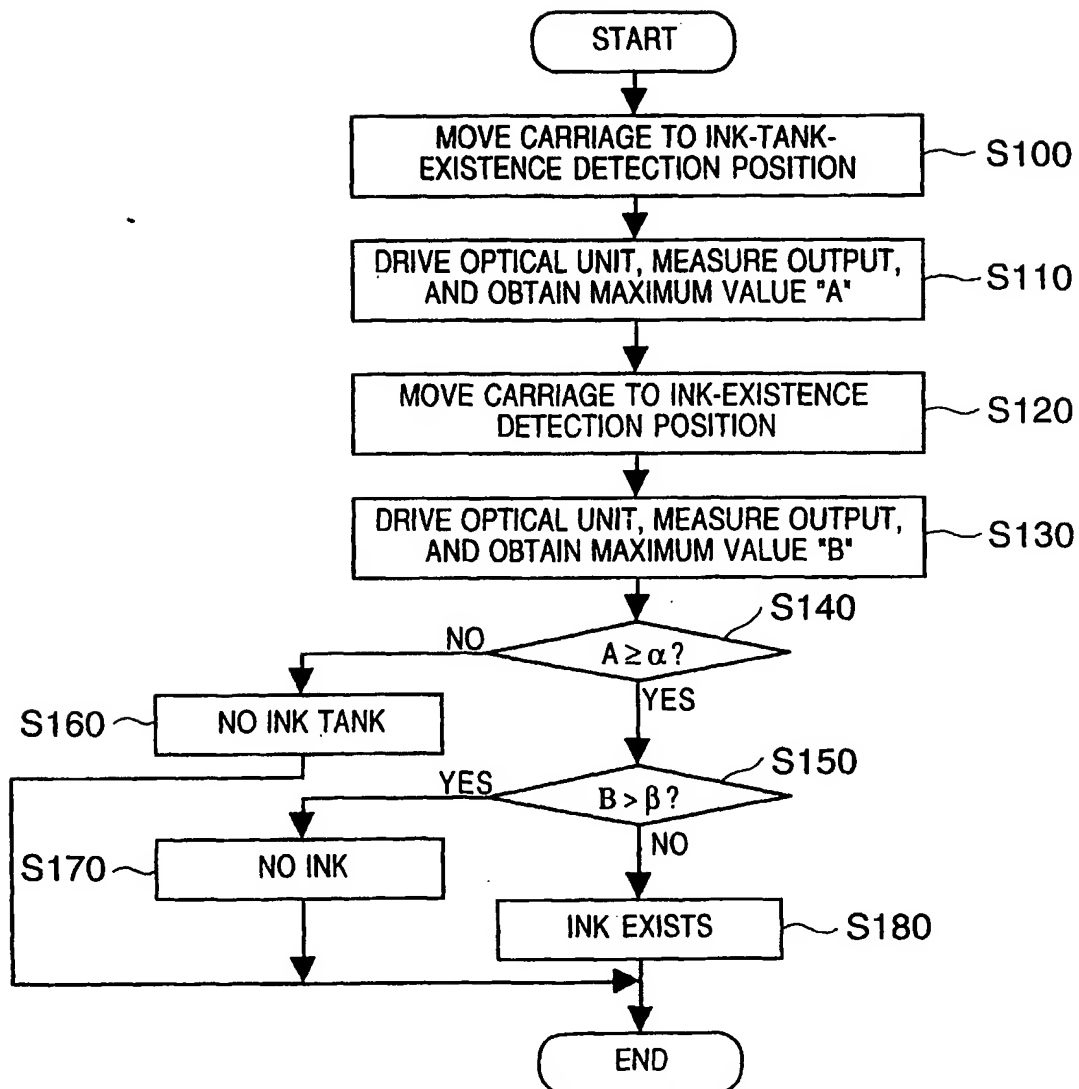 START
MOVE CARRIAGE TO INK-TANK-
EXISTENCE DETECTION POSITION
S100
DRIVE OPTICAL UNIT, MEASURE OUTPUT,
AND OBTAIN MAXIMUM VALUE "A"
S110
MOVE CARRIAGE TO INK-EXISTENCE
DETECTION POSITION
S120
DRIVE OPTICAL UNIT, MEASURE OUTPUT,
AND OBTAIN MAXIMUM VALUE "B"
S130
S140
NO
A ≥ α ?
YES
S160
NO INK TANK
S150
YES
B > β ?
NO
S170
NO INK
INK EXISTS
S180
END